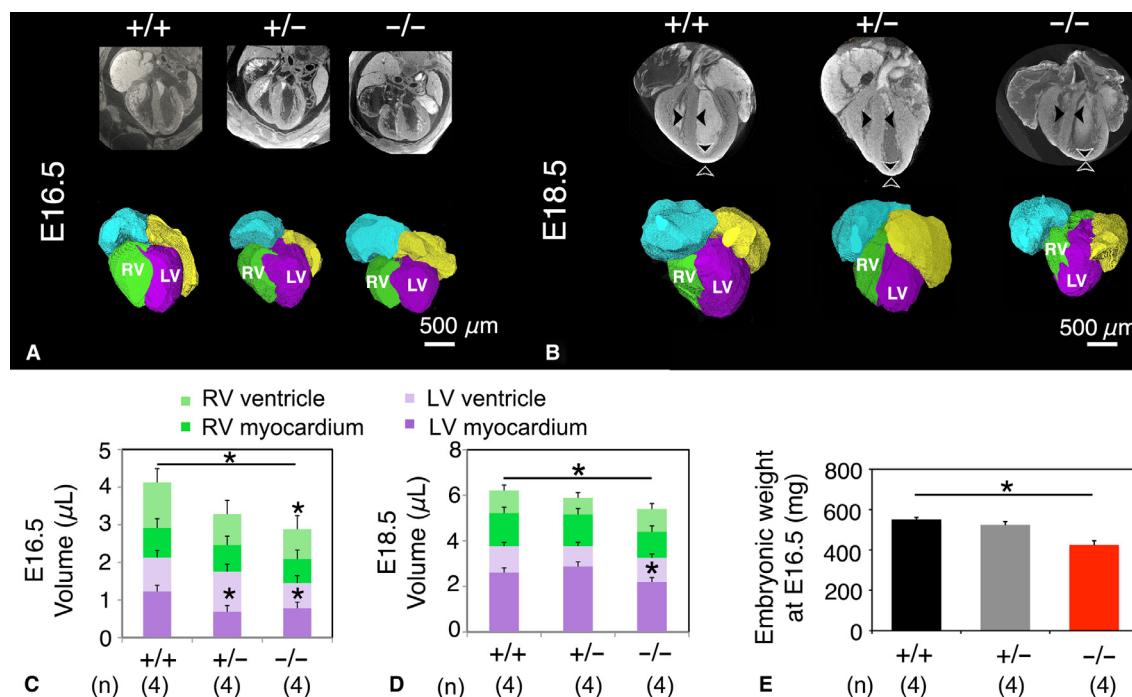 +/+ +/− −/− +/+ +/− −/−
E16.5
E18.5
RV LV RV LV RV LV
RV LV RV LV RV LV
500 µm
500 µm
A
B
RV ventricle LV ventricle
RV myocardium LV myocardium
E16.5
Volume (µL)
5
4
3
2
1
0
*
*
*
*
+/+ +/− −/−
C (n) (4) (4) (4)
E18.5
Volume (µL)
8
6
4
2
0
*
*
+/+ +/− −/−
D (n) (4) (4) (4)
Embryonic weight
at E16.5 (mg)
800
600
400
200
0
*
+/+ +/− −/−
E (n) (4) (4) (4)